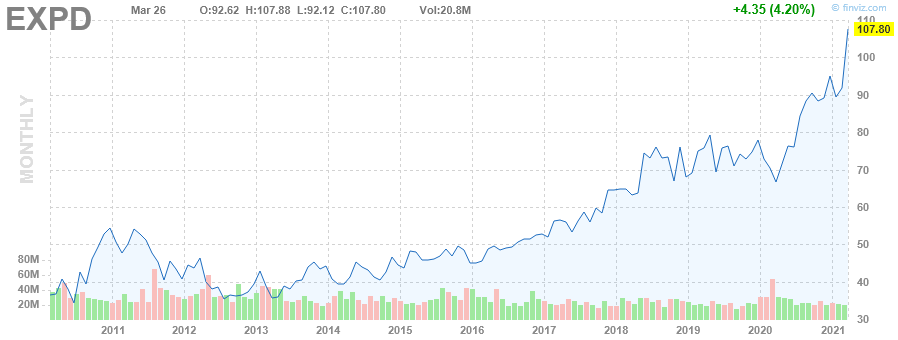 EXPD
Mar 26 O:92.62 H:107.88 L:92.12 C:107.80 Vol:20.8M
+4.35 (4.20%)
© finviz.com
MONTHLY
110
107.80
100
90
80
70
60
50
40
30
80M
60M
40M
20M
2011 2012 2013 2014 2015 2016 2017 2018 2019 2020 2021